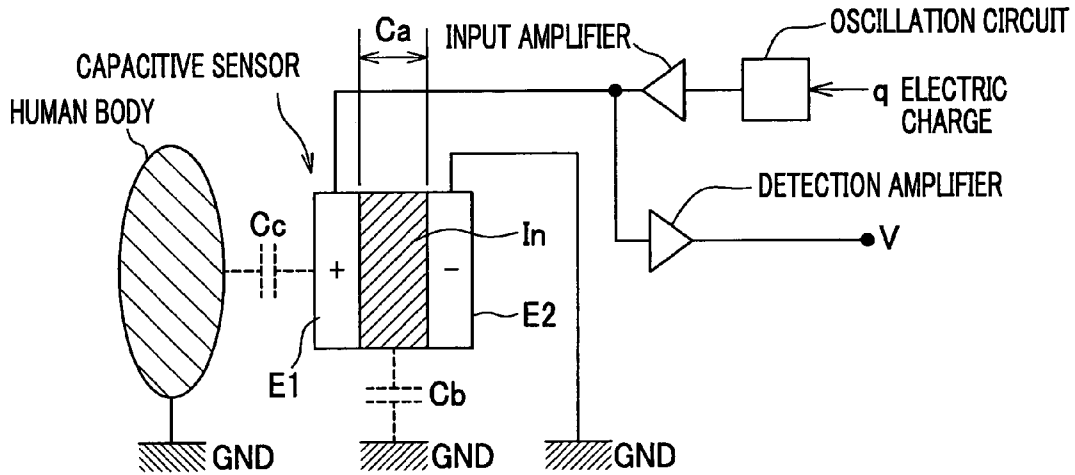 Ca
INPUT AMPLIFIER
OSCILLATION CIRCUIT
CAPACITIVE SENSOR
HUMAN BODY
q ELECTRIC
CHARGE
DETECTION AMPLIFIER
Cc
In
V
+
−
E2
E1
Cb
GND
GND
GND